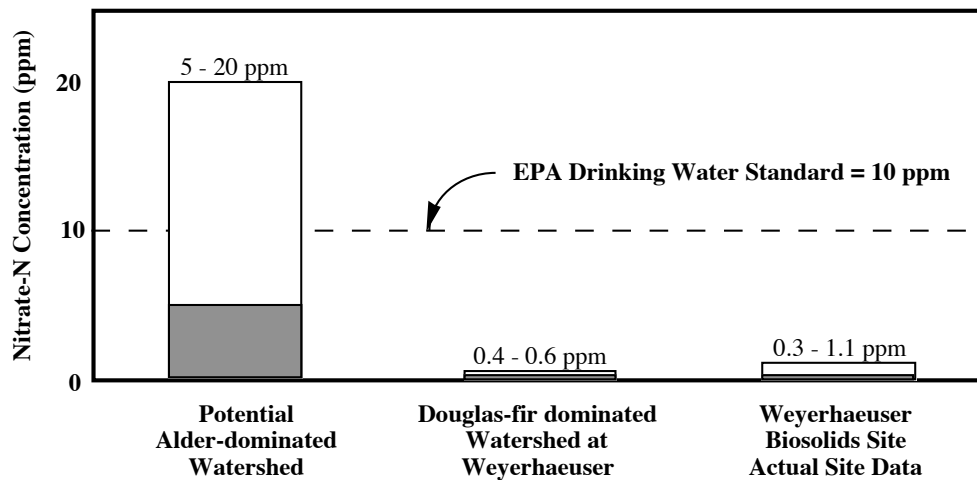 Nitrate-N Concentration (ppm)
20
10
0
5 - 20 ppm
EPA Drinking Water Standard = 10 ppm
0.4 - 0.6 ppm
0.3 - 1.1 ppm
Potential
Alder-dominated
Watershed
Douglas-fir dominated
Watershed at
Weyerhaeuser
Weyerhaeuser
Biosolids Site
Actual Site Data